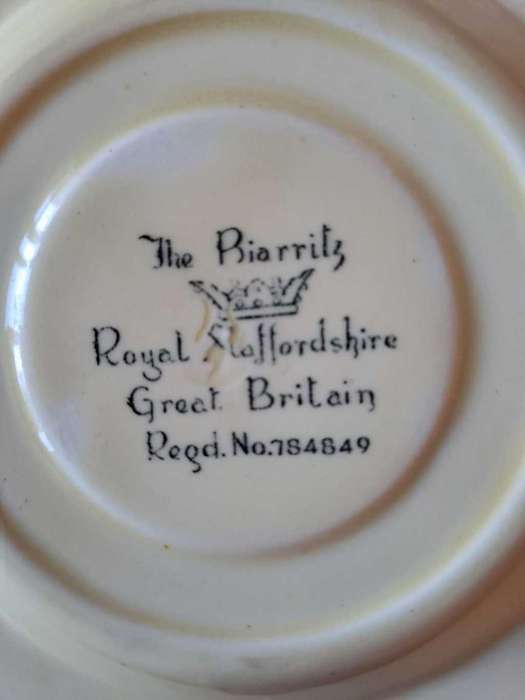 The Biarritz
Royal Staffordshire
Great Britain
Regd. No.784849